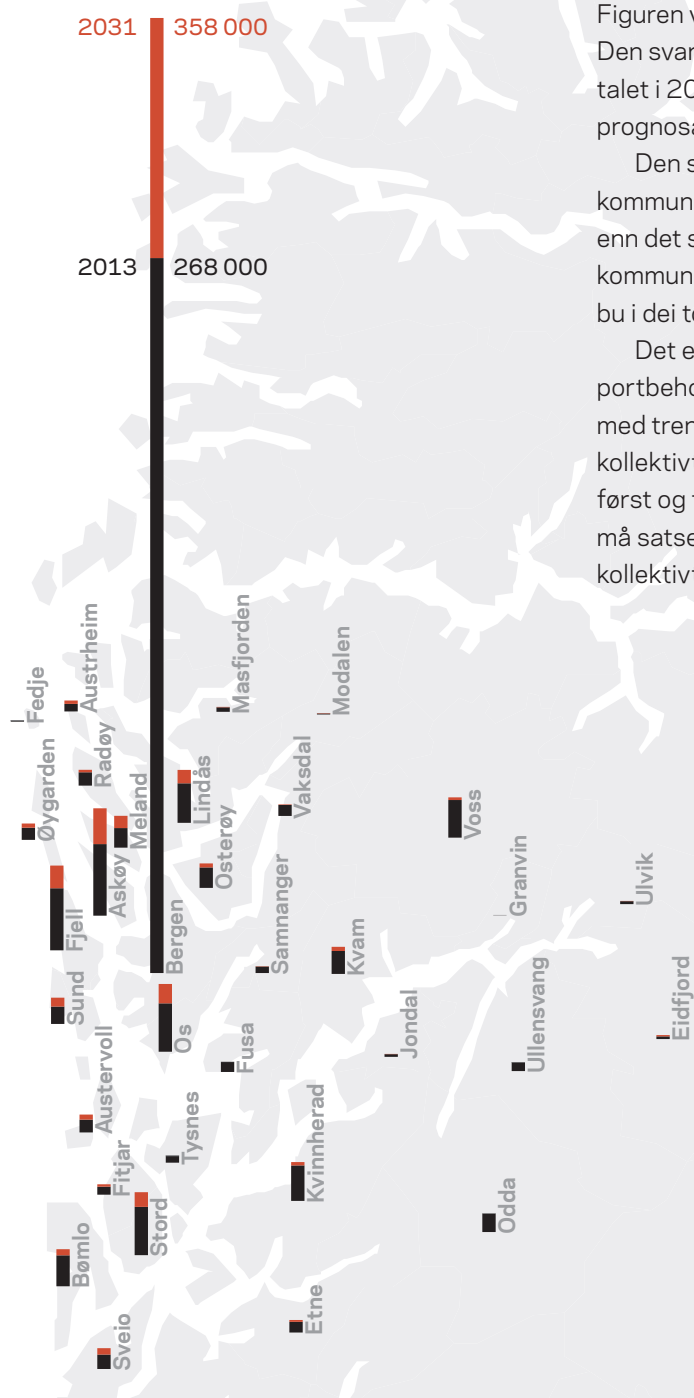 2031 358 000
2013 268 000
Figuren v
Den svar
talet i 20
prognosa
Den s
kommun
enn det s
kommun
bu i dei to
Det e
portbeho
med tren
kollektivt
først og f
må satse
kollektivt
Fedje
Austrheim
Masfjorden
Modalen
Øygarden
Radøy
Meland
Lindås
Vaksdal
Voss
Askøy
Osterøy
Granvin
Ulvik
Fjell
Bergen
Samnanger
Kvam
Sund
Os
Fusa
Jondal
Ullensvang
Eidfjord
Austevoll
Tysnes
Fitjar
Kvinnherad
Stord
Odda
Bømlo
Etne
Sveio